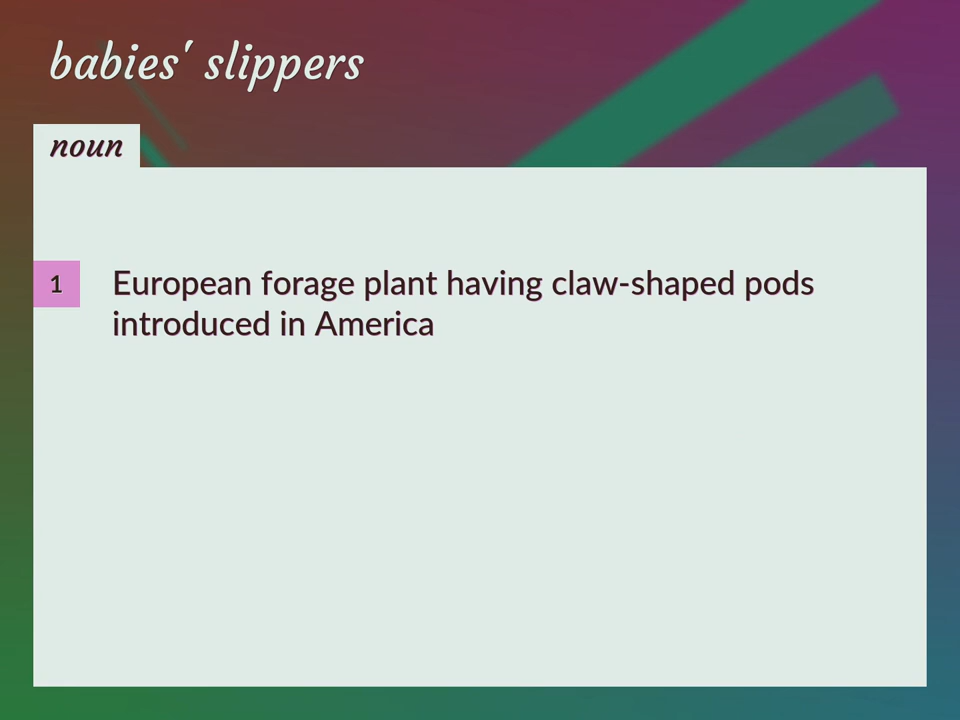 babies' slippers
noun
1
European forage plant having claw-shaped pods
introduced in America